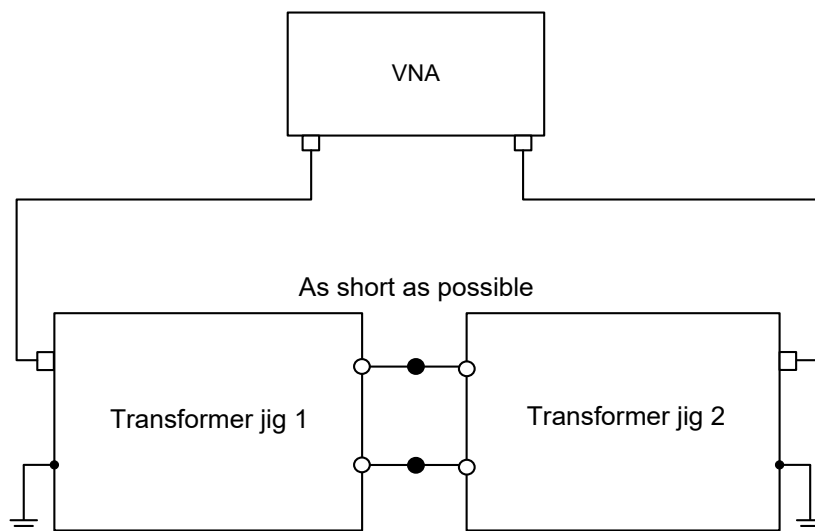 VNA
As short as possible
Transformer jig 1
Transformer jig 2